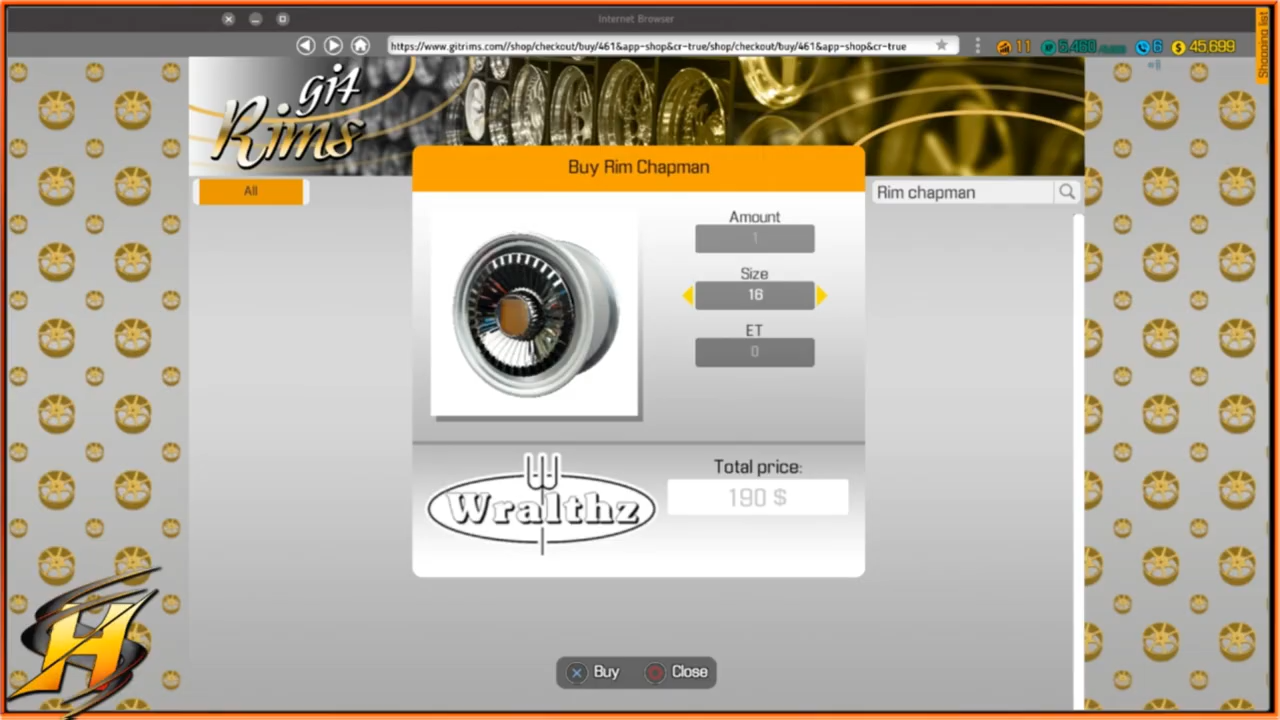 Internet Browser
https://www.gitrims.com//shop/checkout/buy/461&app-shop&cr-true/shop/checkout/buy/461&app-shop&cr-true
11
6
45,699
Shopping list
git
Rims
Buy Rim Chapman
All
Rim chapman
Amount
1
Size
16
ET
0
Wralthz
Total price:
190 $
H
Buy
Close